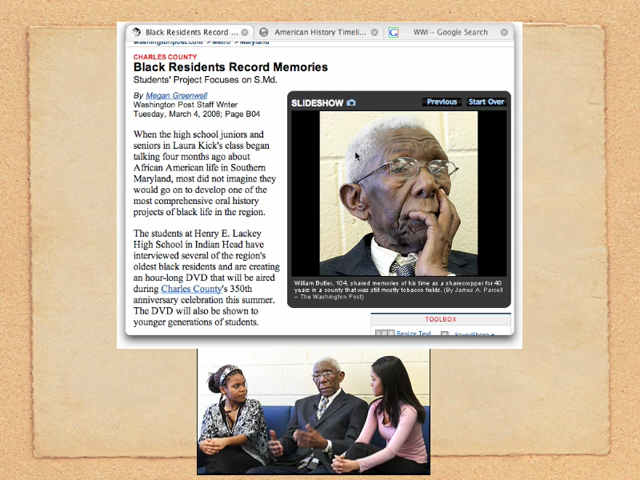 Black Residents Record ...
American History Timeli...
WWI – Google Search
washingtonpost.com > Metro > Maryland
CHARLES COUNTY
Black Residents Record Memories
Students' Project Focuses on S.Md.
By Megan Greenwell
Washington Post Staff Writer
Tuesday, March 4, 2008; Page B04
When the high school juniors and
seniors in Laura Kick's class began
talking four months ago about
African American life in Southern
Maryland, most did not imagine they
would go on to develop one of the
most comprehensive oral history
projects of black life in the region.
The students at Henry E. Lackey
High School in Indian Head have
interviewed several of the region's
oldest black residents and are creating
an hour-long DVD that will be aired
during Charles County's 350th
anniversary celebration this summer.
The DVD will also be shown to
younger generations of students.
SLIDESHOW
Previous
Start Over
William Butler, 104, shared memories of his time as a sharecropper for 40
years in a county that was still mostly tobacco fields. (By James A. Parcell
– The Washington Post)
TOOLBOX
Resize Text
Save/Share +